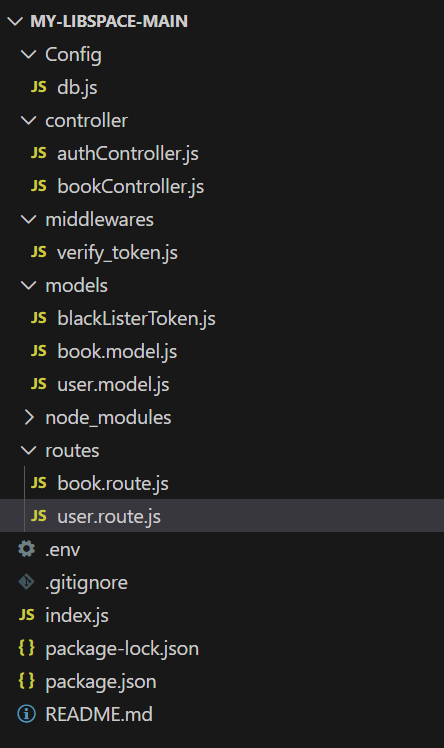 MY-LIBSPACE-MAIN
Config
JS db.js
controller
JS authController.js
JS bookController.js
middlewares
JS verify_token.js
models
JS blackListerToken.js
JS book.model.js
JS user.model.js
node_modules
routes
JS book.route.js
JS user.route.js
.env
.gitignore
JS index.js
{} package-lock.json
{} package.json
README.md